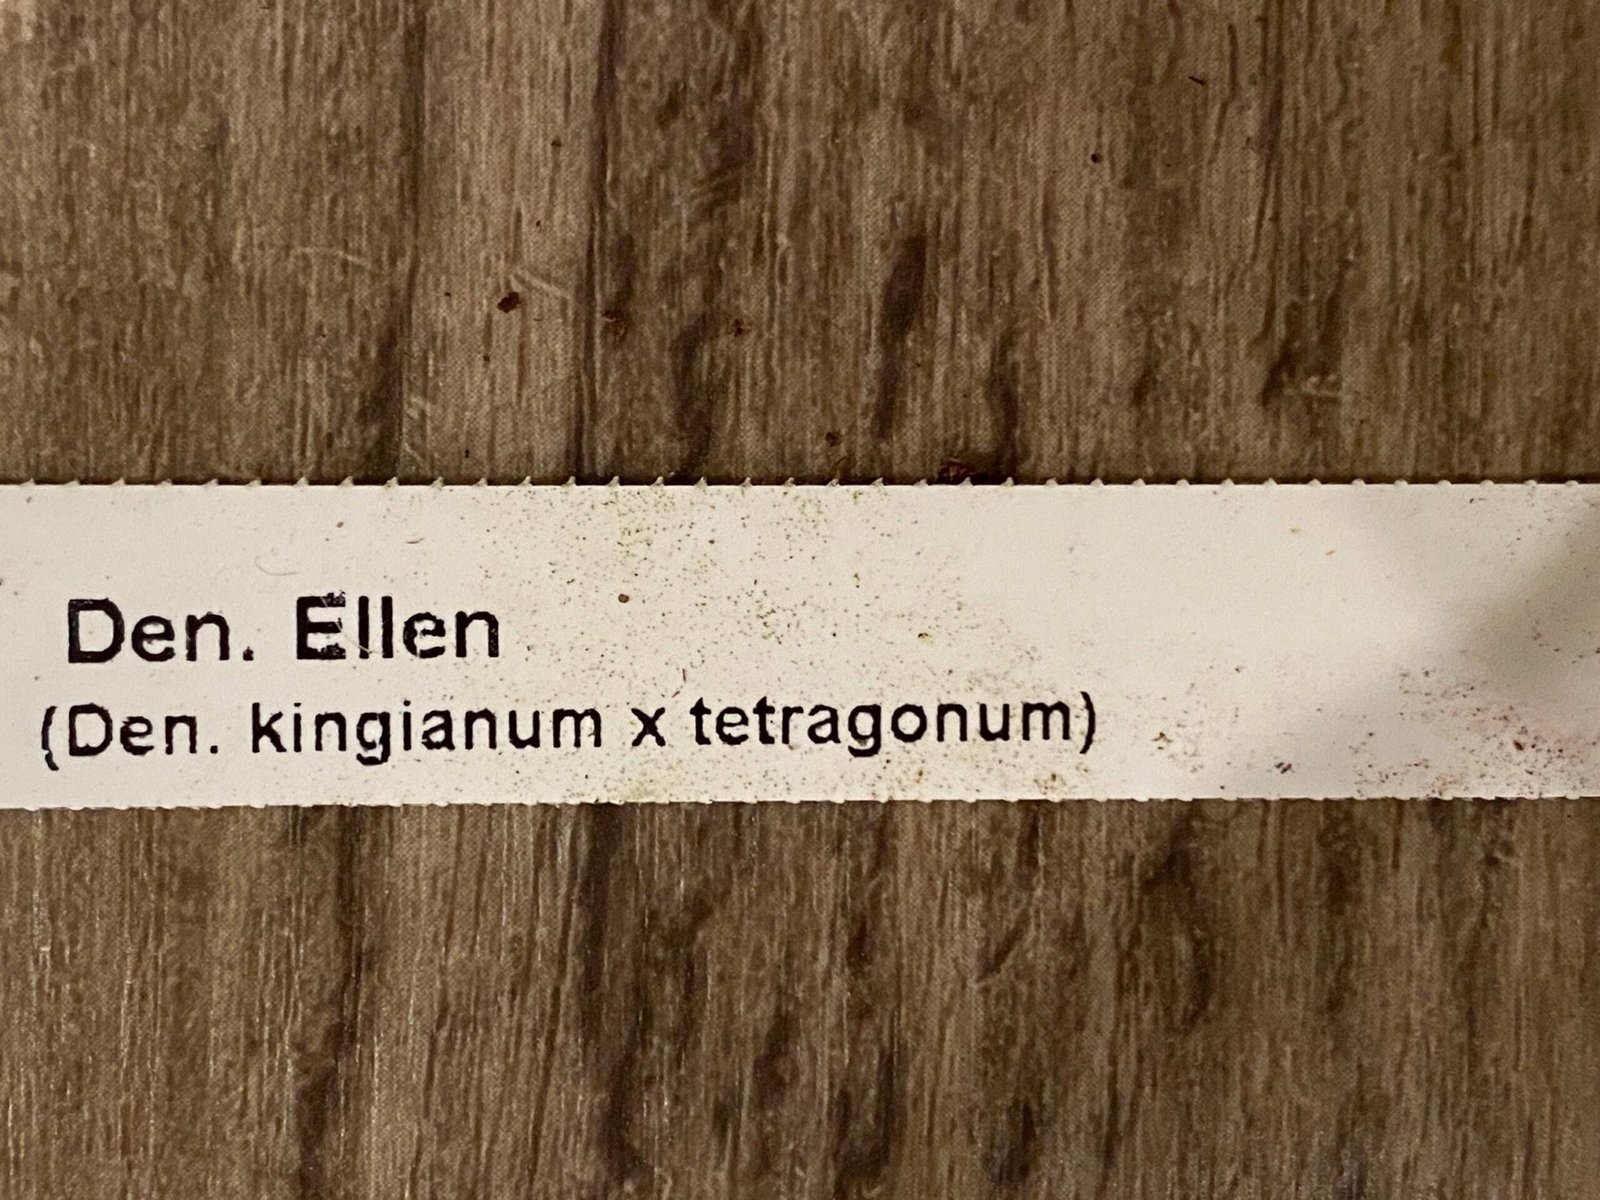 Den. Ellen
(Den. kingianum x tetragonum)